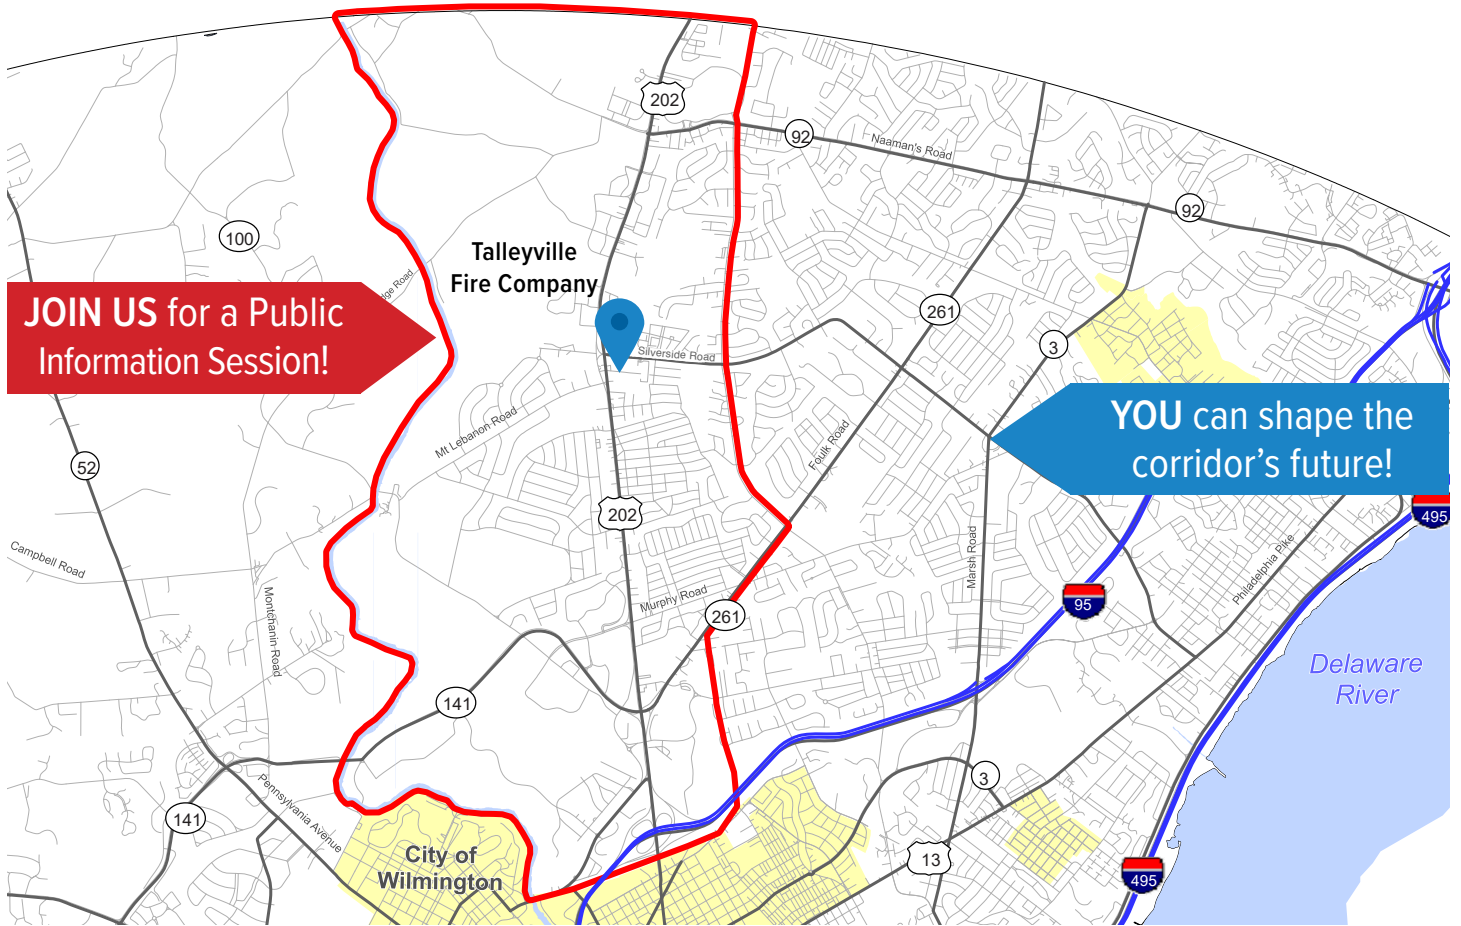 202
92
Naaman's Road
92
100
Talleyville
Fire Company
JOIN US for a Public
Information Session!
261
3
Silverside Road
YOU can shape the
corridor's future!
Mt Lebanon Road
Foulk Road
52
202
495
Campbell Road
Marsh Road
Philadelphia Pike
Montchanin Road
Murphy Road
95
261
Delaware
River
141
3
Pennsylvania Avenue
141
City of
Wilmington
13
495